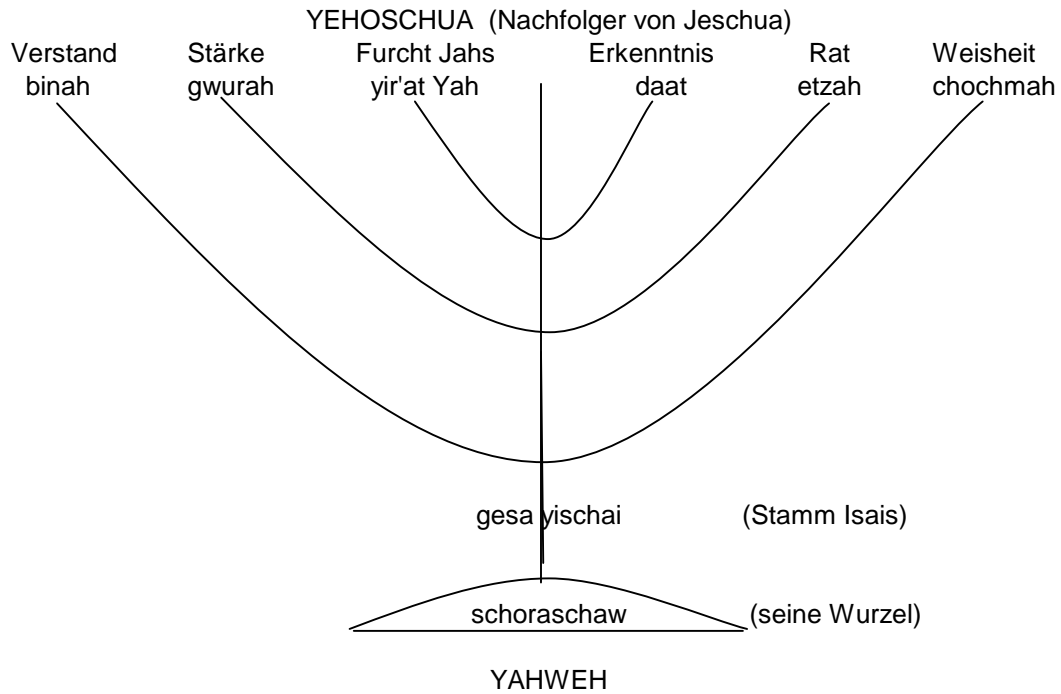 YEHOSCHUA (Nachfolger von Jeschua)
Verstand Stärke Furcht Jahs Erkenntnis Rat Weisheit
binah gwurah yir'at Yah daat etzah chochmah
gesa yischai (Stamm Isais)
schoraschaw (seine Wurzel)
YAHWEH